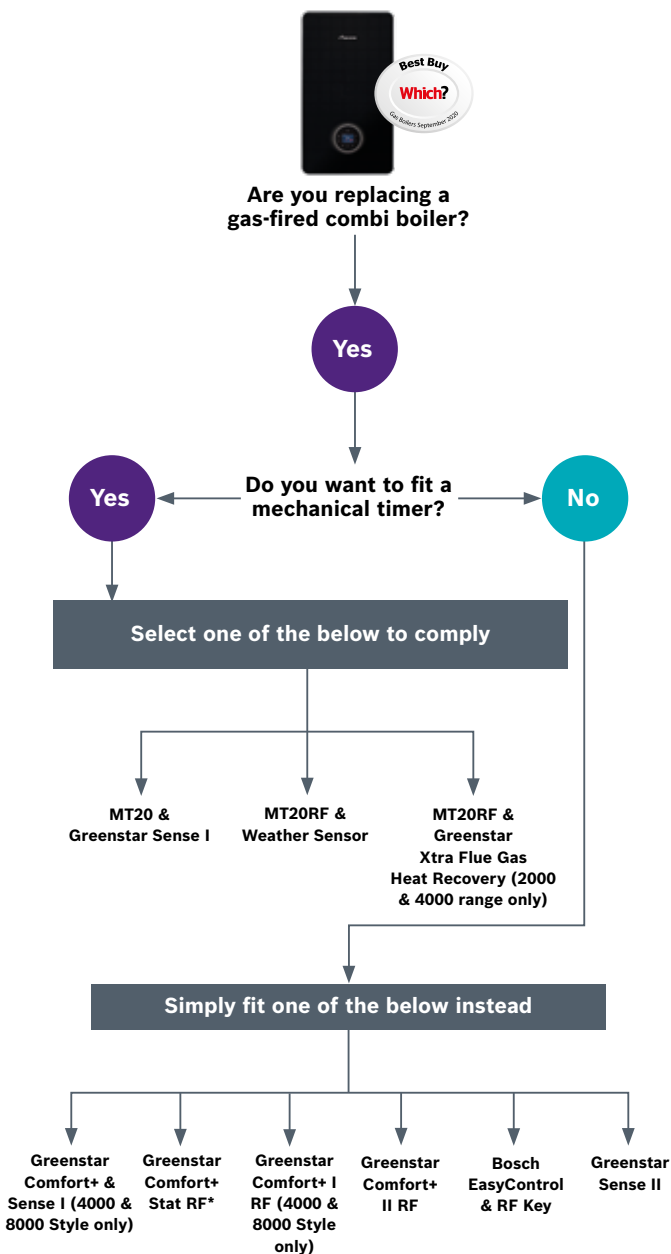 Best Buy
Which?
Gas Boilers September 2020
Are you replacing a
gas-fired combi boiler?
Yes
Do you want to fit a
mechanical timer?
Yes
No
Select one of the below to comply
MT20 &
Greenstar Sense I
MT20RF &
Weather Sensor
MT20RF &
Greenstar
Xtra Flue Gas
Heat Recovery (2000
& 4000 range only)
Simply fit one of the below instead
Greenstar
Comfort+ &
Sense I (4000 &
8000 Style only)
Greenstar
Comfort+
Stat RF*
Greenstar
Comfort+ I
RF (4000 &
8000 Style
only)
Greenstar
Comfort+
II RF
Bosch
EasyControl
& RF Key
Greenstar
Sense II